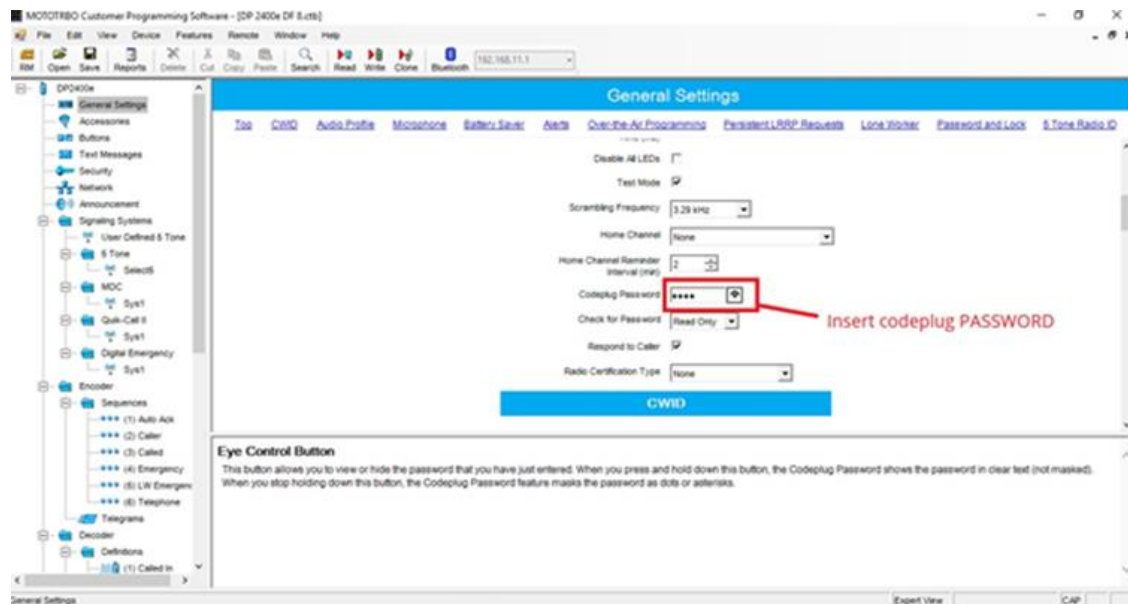 MOTOTRBO Customer Programming Software - [DP 2400e DF 8.ctb]
File Edit View Device Features Remote Window Help
RM Open Save Reports Delete Cut Copy Paste Search Read Write Clone Bluetooth 192.168.11.1
DP2400e
General Settings
Accessories
Buttons
Text Messages
Security
Network
Announcement
Signaling Systems
User Defined 5 Tone
5 Tone
Select5
MDC
Sys1
Quik-Call II
Sys1
Digital Emergency
Sys1
Encoder
Sequences
(1) Auto Ack
(2) Caller
(3) Called
(4) Emergency
(5) LW Emergen
(6) Telephone
Telegrams
Decoder
Definitions
(1) Called In
General Settings
Top CWID Audio Profile Microphone Battery Saver Alerts Over-the-Air Programming Persistent LRRP Requests Lone Worker Password and Lock 5 Tone Radio ID
Disable All LEDs
Test Mode
Scrambling Frequency 3.29 kHz
Home Channel None
Home Channel Reminder
Interval (min) 2
Codeplug Password ••••
Check for Password Read Only
Insert codeplug PASSWORD
Respond to Caller
Radio Certification Type None
CWID
Eye Control Button
This button allows you to view or hide the password that you have just entered. When you press and hold down this button, the Codeplug Password shows the password in clear text (not masked).
When you stop holding down this button, the Codeplug Password feature masks the password as dots or asterisks.
General Settings Expert View CAP